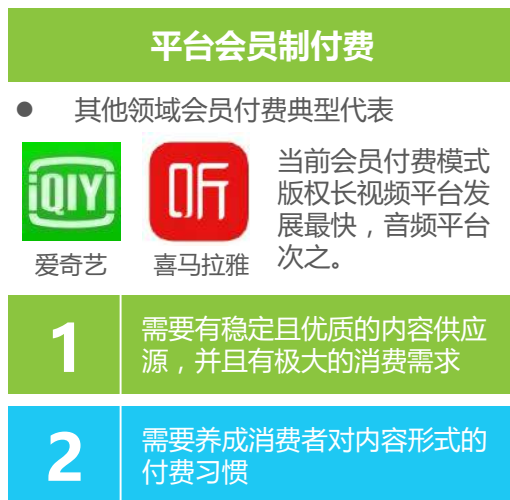 平台会员制付费
● 其他领域会员付费典型代表
iQIYI
听
当前会员付费模式
版权长视频平台发
展最快，音频平台
次之。
爱奇艺
喜马拉雅
1
需要有稳定且优质的内容供应
源，并且有极大的消费需求
2
需要养成消费者对内容形式的
付费习惯